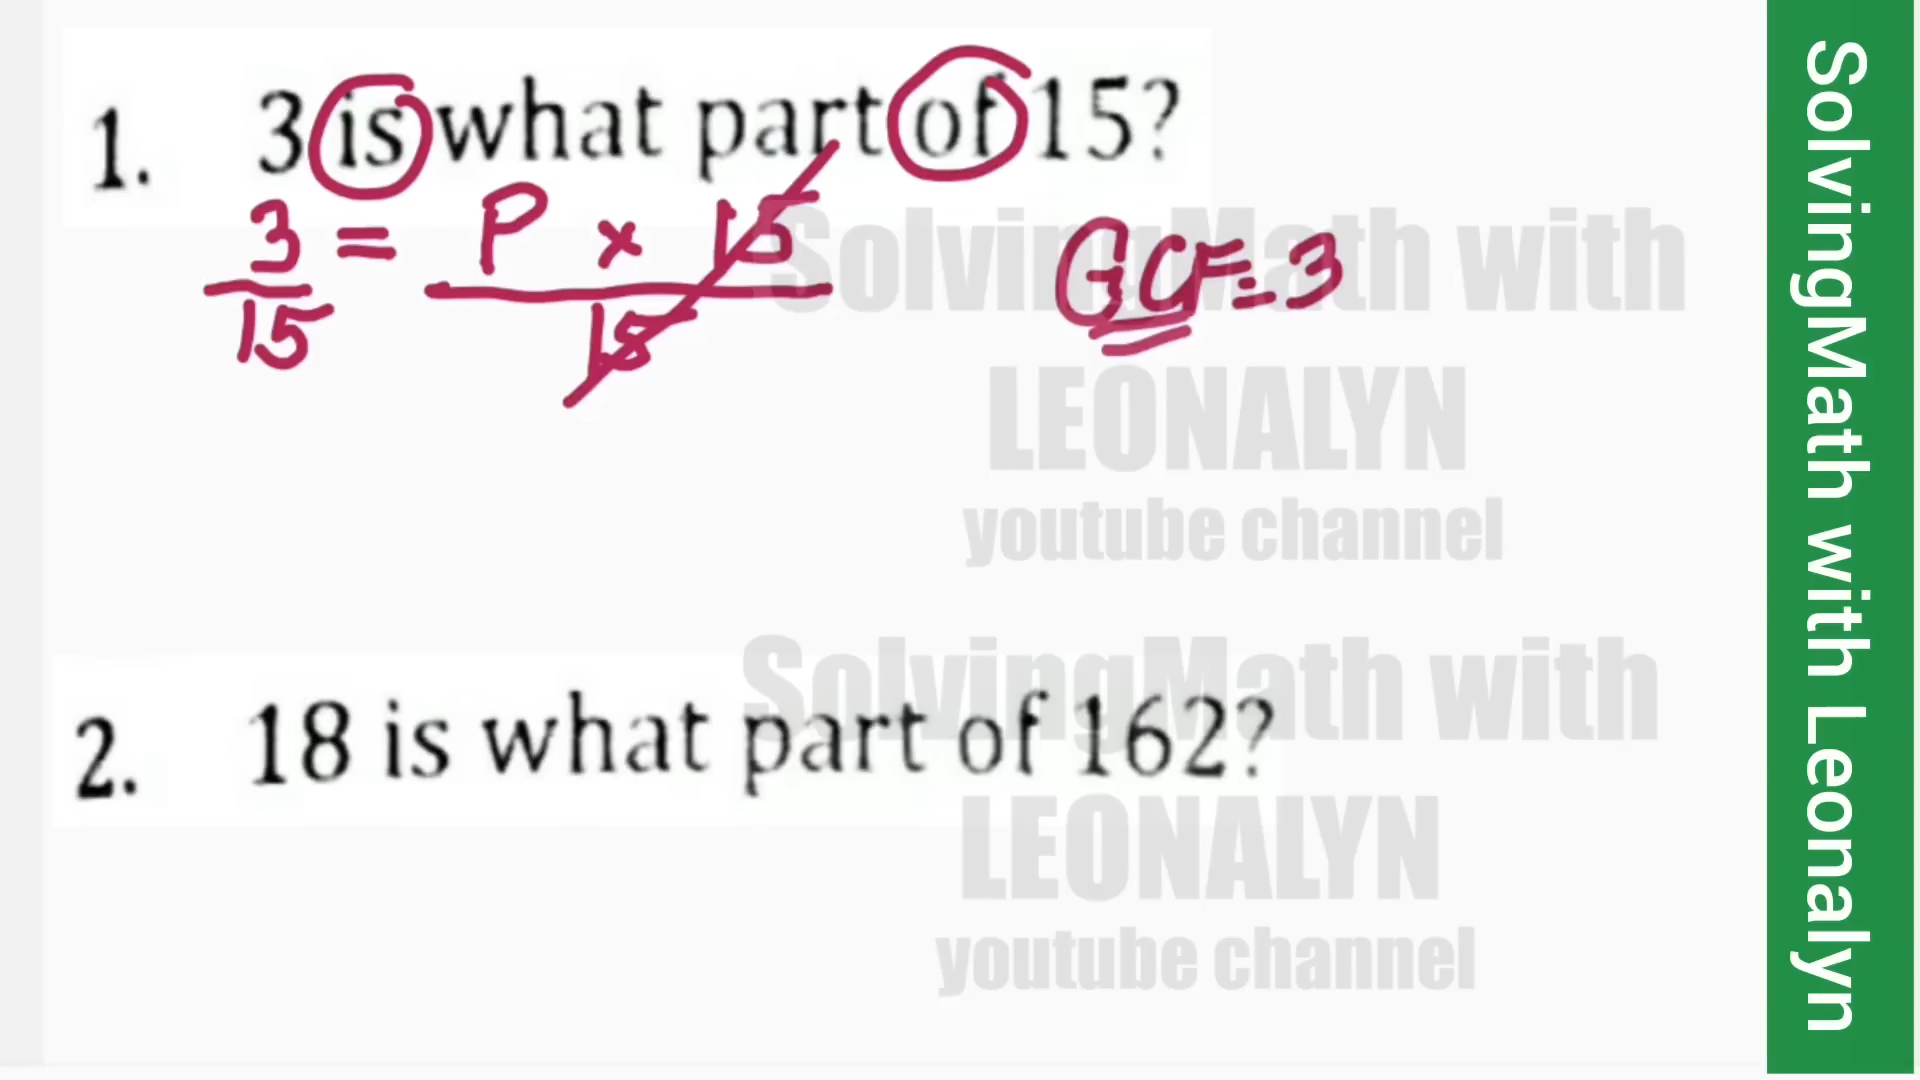 1. 3 is what part of 15?
3 = P x 15
15 15
GCF = 3
SolvingMath with
LEONALYN
youtube channel
2. 18 is what part of 162?
SolvingMath with
LEONALYN
youtube channel
SolvingMath with Leonalyn